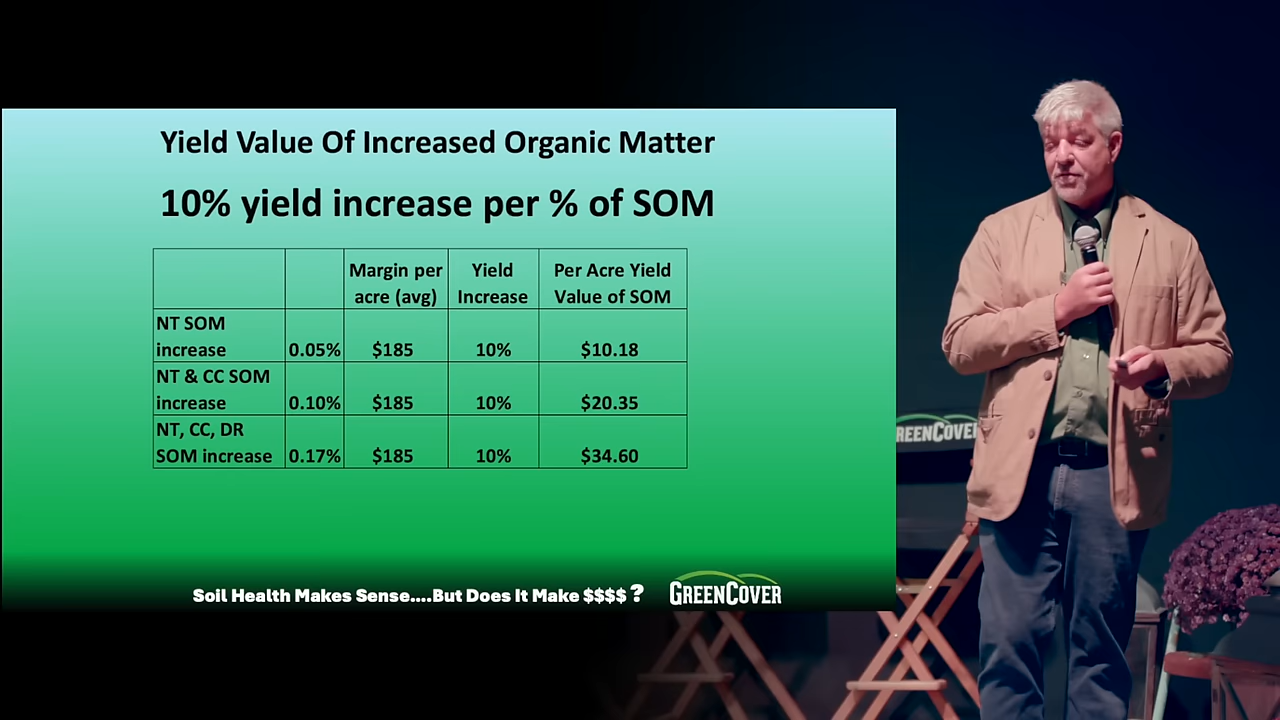 Yield Value Of Increased Organic Matter
10% yield increase per % of SOM
Margin per acre (avg) Yield Increase Per Acre Yield Value of SOM
NT SOM increase 0.05% $185 10% $10.18
NT & CC SOM increase 0.10% $185 10% $20.35
NT, CC, DR SOM increase 0.17% $185 10% $34.60
Soil Health Makes Sense....But Does It Make $$$$ ?
GREENCOVER
REENCOVE